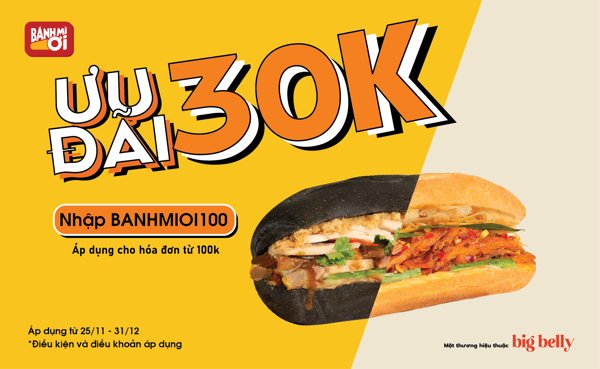 BÁNH MÌ
ƠI
ƯU
ĐÃI
30K
Nhập BANHMIOI100
Áp dụng cho hóa đơn từ 100k
Áp dụng từ 25/11 - 31/12
*Điều kiện và điều khoản áp dụng
Một thương hiệu thuộc big belly